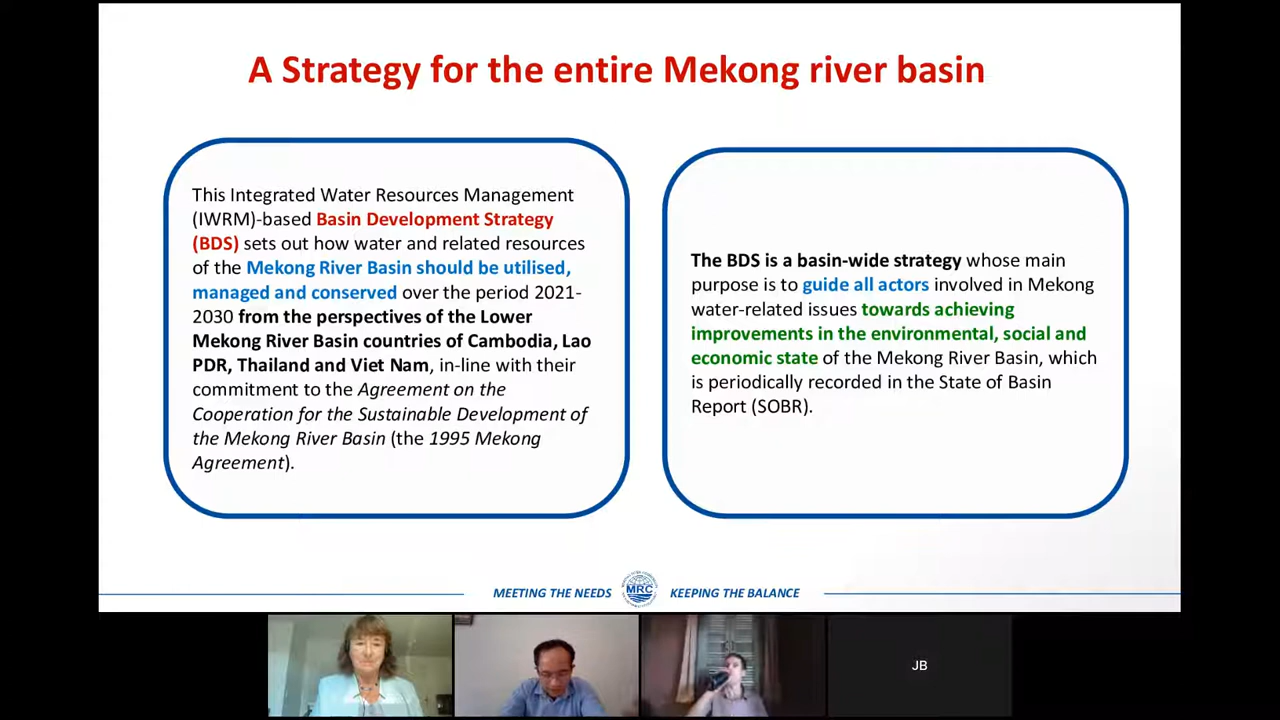 A Strategy for the entire Mekong river basin
This Integrated Water Resources Management
(IWRM)-based Basin Development Strategy
(BDS) sets out how water and related resources
of the Mekong River Basin should be utilised,
managed and conserved over the period 2021-
2030 from the perspectives of the Lower
Mekong River Basin countries of Cambodia, Lao
PDR, Thailand and Viet Nam, in-line with their
commitment to the Agreement on the
Cooperation for the Sustainable Development of
the Mekong River Basin (the 1995 Mekong
Agreement).
The BDS is a basin-wide strategy whose main
purpose is to guide all actors involved in Mekong
water-related issues towards achieving
improvements in the environmental, social and
economic state of the Mekong River Basin, which
is periodically recorded in the State of Basin
Report (SOBR).
MEETING THE NEEDS
MRC
KEEPING THE BALANCE
JB